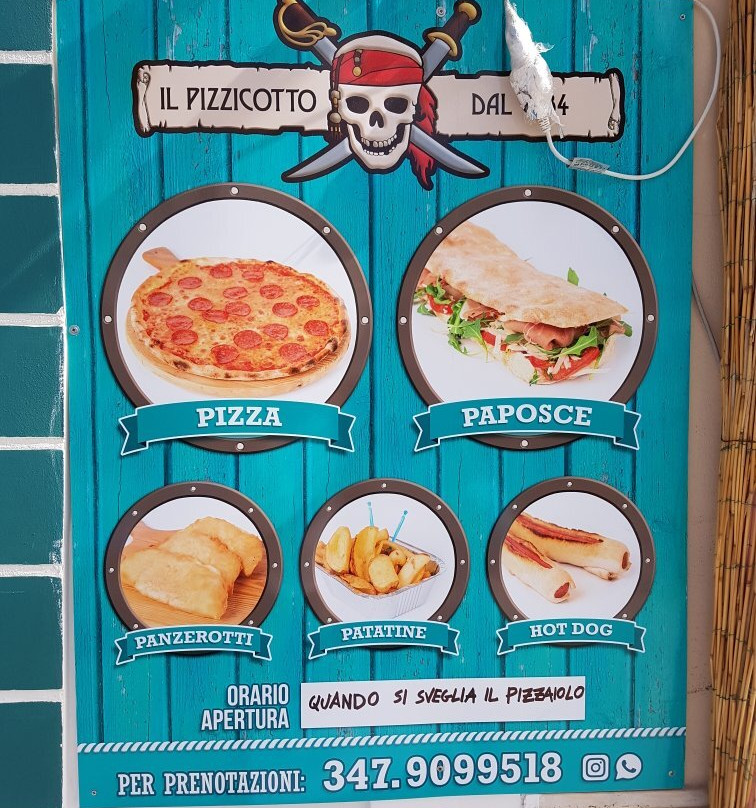 IL PIZZICOTTO DAL
PIZZA
PAPOSCE
PANZEROTTI
PATATINE
HOT DOG
ORARIO
APERTURA
QUANDO SI SVEGLIA IL PIZZAIOLO
PER PRENOTAZIONI: 347.9099518